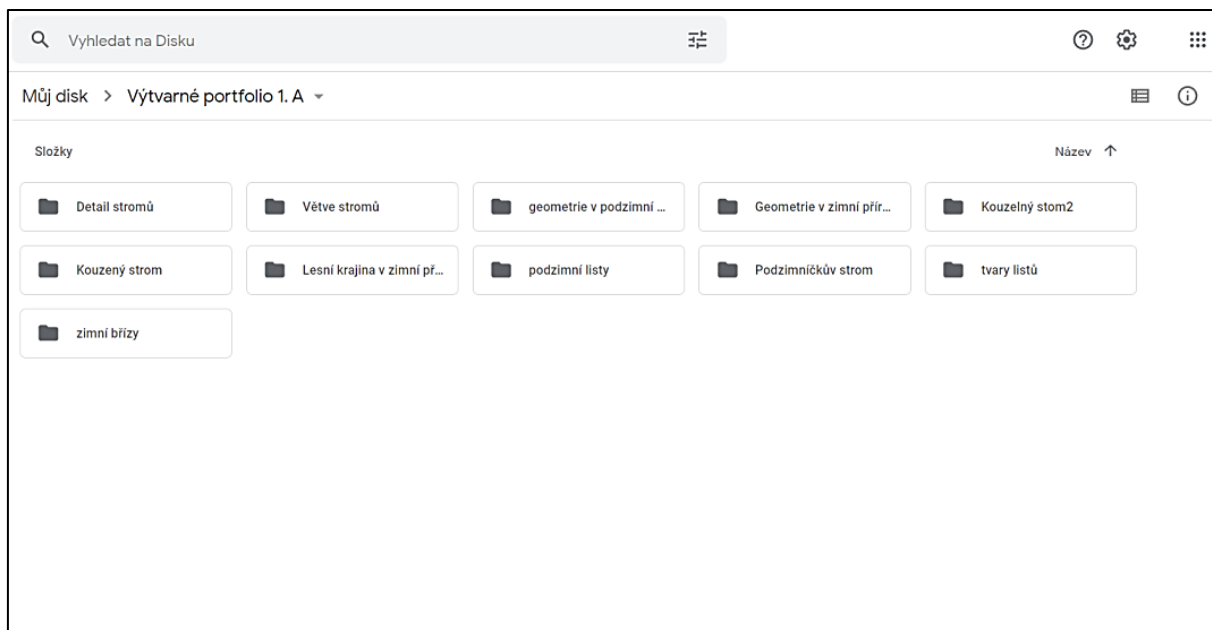 Vyhledat na Disku
Můj disk > Výtvarné portfolio 1. A
Složky Název
Detail stromů Větve stromů geometrie v podzimní ... Geometrie v zimní přír... Kouzelný stom2
Kouzený strom Lesní krajina v zimní př... podzimní listy Podzimníčkův strom tvary listů
zimní břízy